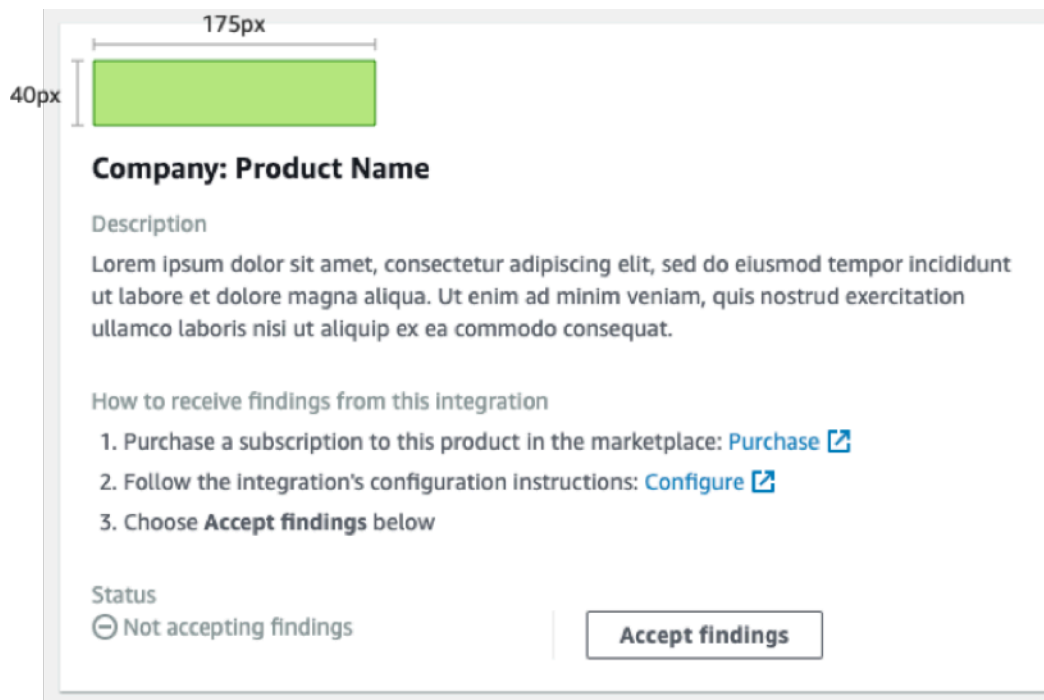 175px
40px
Company: Product Name
Description
Lorem ipsum dolor sit amet, consectetur adipiscing elit, sed do eiusmod tempor incididunt
ut labore et dolore magna aliqua. Ut enim ad minim veniam, quis nostrud exercitation
ullamco laboris nisi ut aliquip ex ea commodo consequat.
How to receive findings from this integration
1. Purchase a subscription to this product in the marketplace: Purchase
2. Follow the integration's configuration instructions: Configure
3. Choose Accept findings below
Status
Not accepting findings
Accept findings